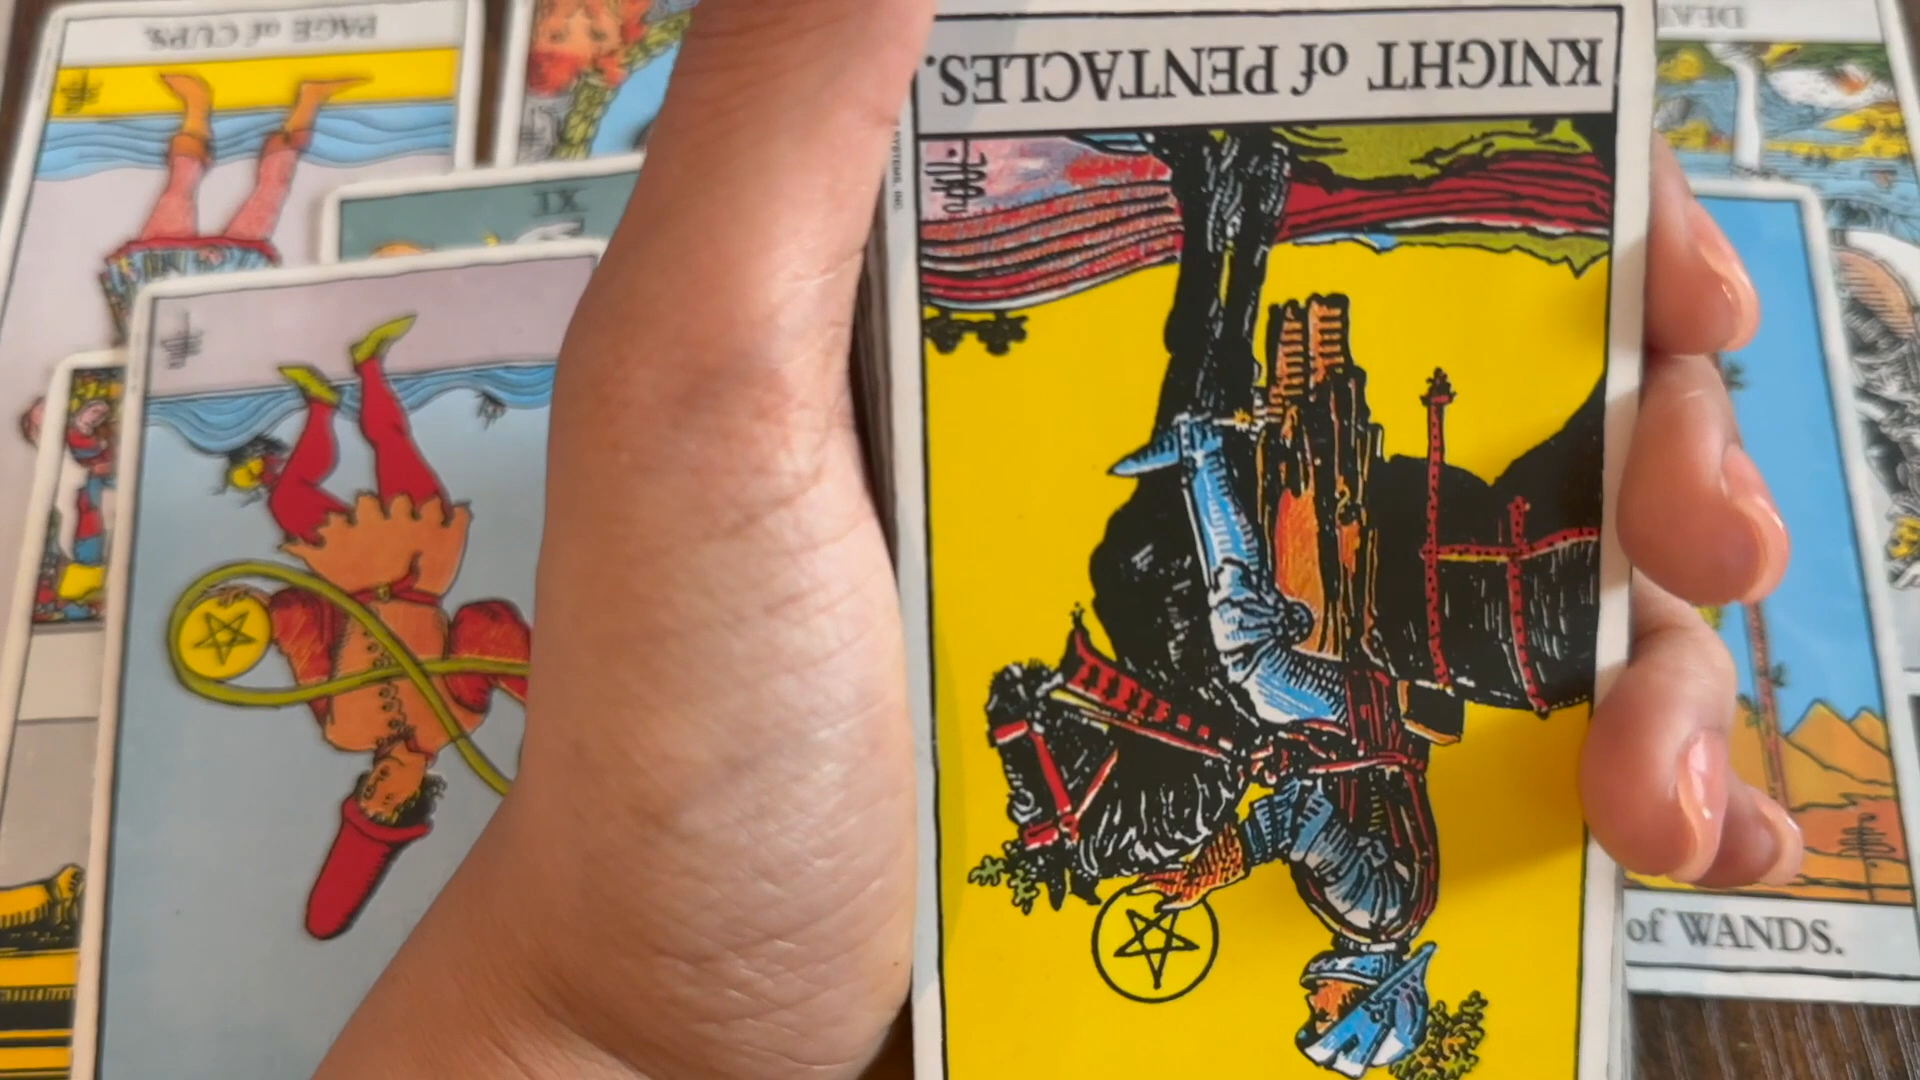 PAGE of CUPS.
KNIGHT of PENTACLES.
XI
of WANDS.